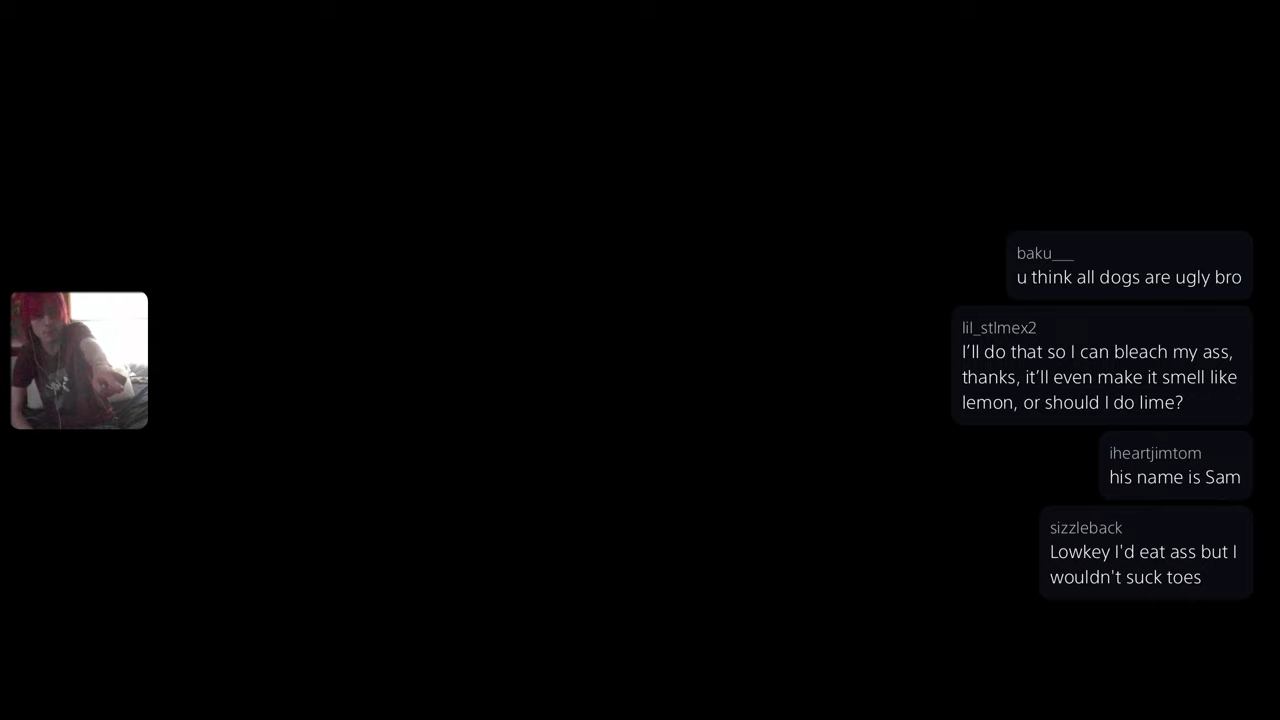 baku___
u think all dogs are ugly bro
lil_stlmex2
I’ll do that so I can bleach my ass,
thanks, it’ll even make it smell like
lemon, or should I do lime?
iheartjimtom
his name is Sam
sizzleback
Lowkey I'd eat ass but I
wouldn't suck toes